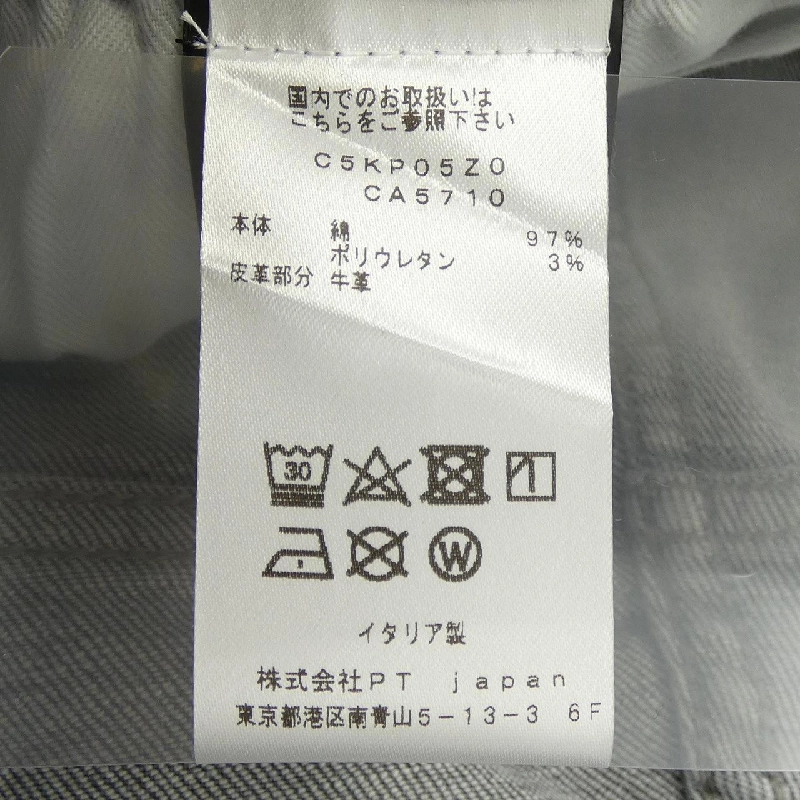 国内でのお取扱いは
こちらをご参照下さい
C5KP05Z0
CA5710
本体 綿 97%
ポリウレタン 3%
皮革部分 牛革
30
W
イタリア製
株式会社PT japan
東京都港区南青山5-13-3 6F